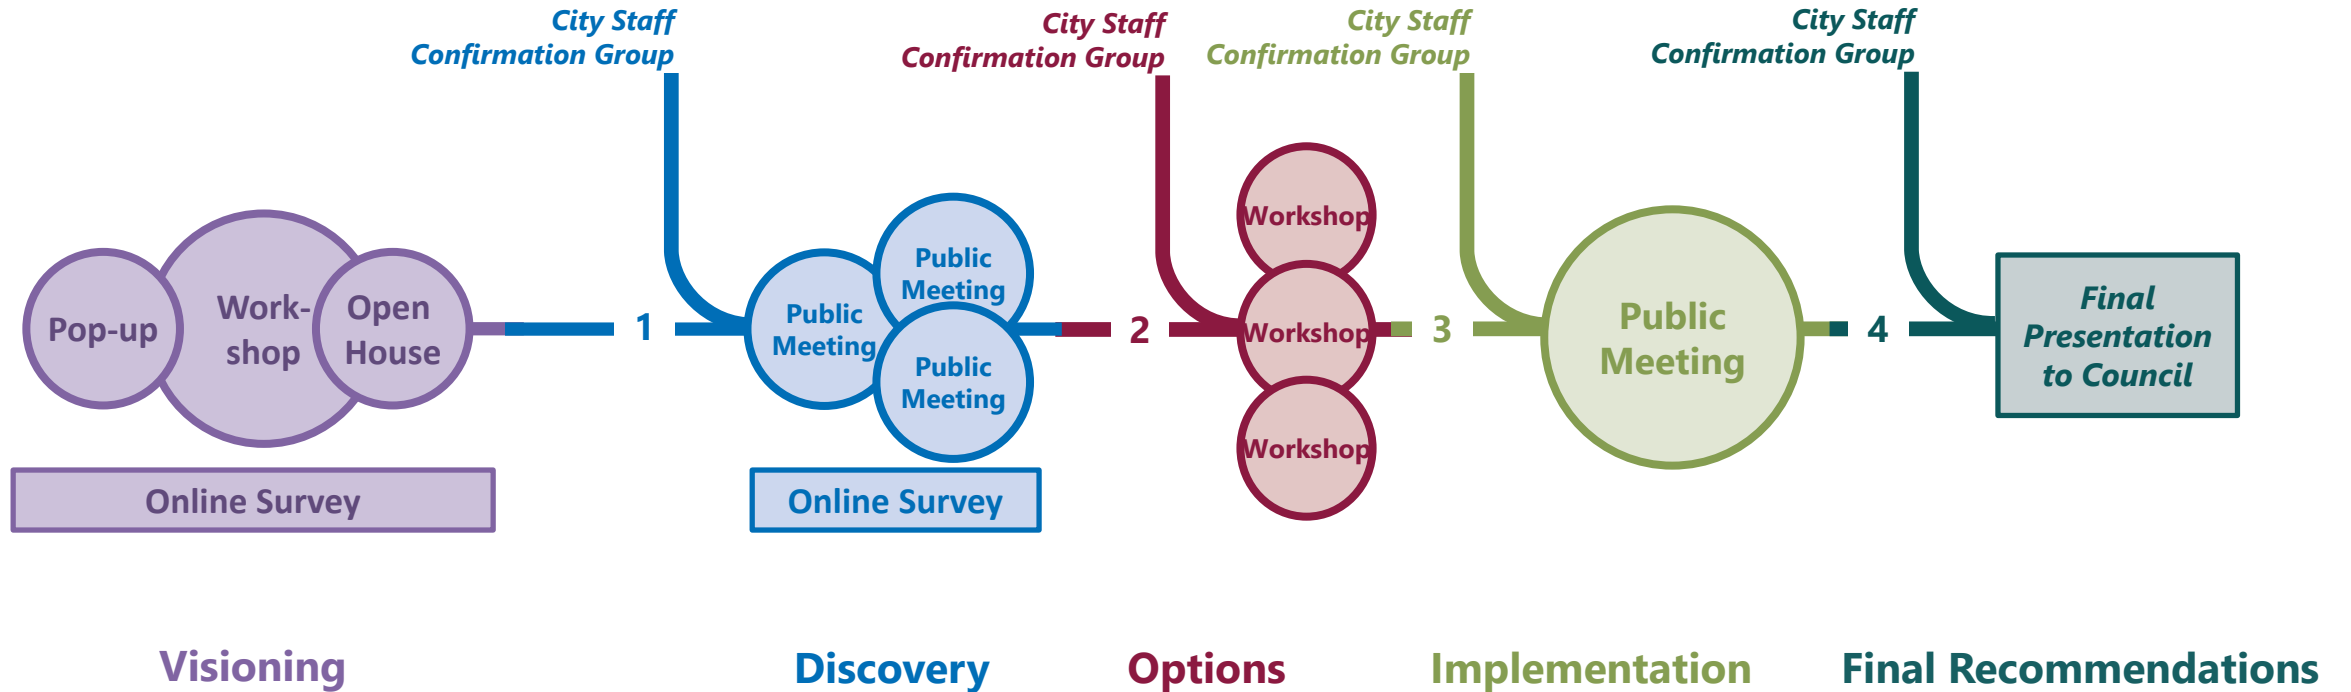 City Staff
Confirmation Group
City Staff
Confirmation Group
City Staff
Confirmation Group
City Staff
Confirmation Group
Pop-up
Work-
shop
Open
House
Online Survey
1
Public
Meeting
Public
Meeting
Public
Meeting
Online Survey
2
Workshop
Workshop
Workshop
3
Public
Meeting
4
Final
Presentation
to Council
Visioning
Discovery
Options
Implementation
Final Recommendations